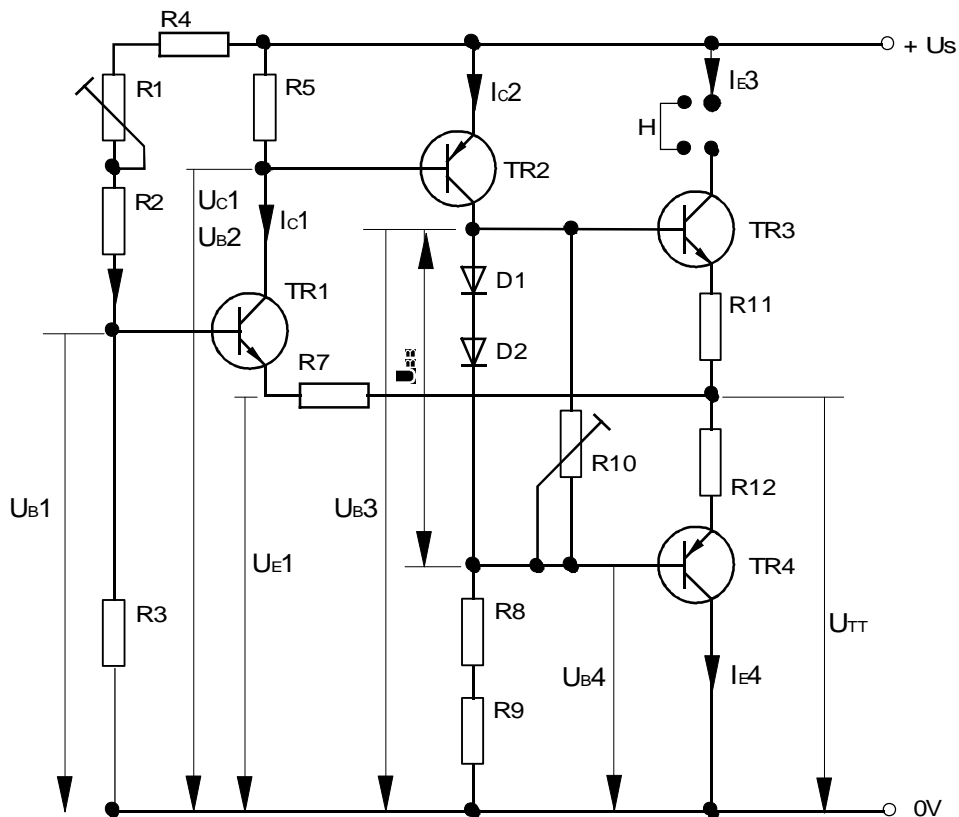 R4
+ Us
R1
R5
IC2
IE3
H
R2
UC1
UB2
IC1
TR2
TR3
TR1
D1
R11
R7
D2
R10
R12
UB1
UB3
UE1
TR4
R3
R8
UTT
UB4
IE4
R9
0V